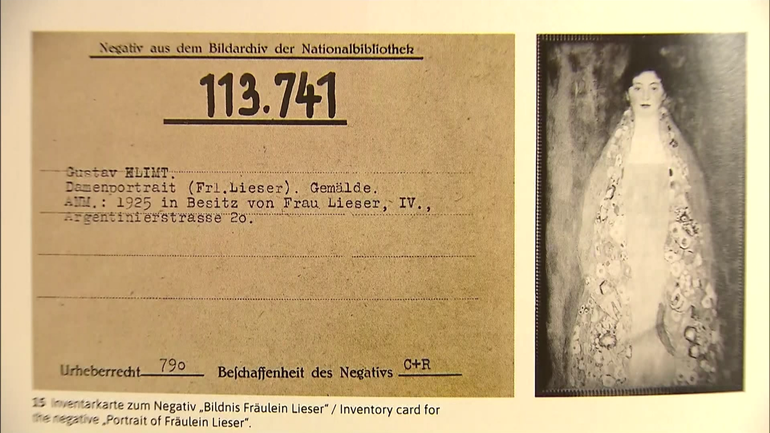 Negativ aus dem Bildarchiv der Nationalbibliothek
113.741
Gustav KLIMT.
Damenportrait (Frl.Lieser). Gemälde.
ANM.: 1925 in Besitz von Frau Lieser, IV.,
Argentinierstrasse 20.
Urheberrecht 790 Beschaffenheit des Negativs C+R
15 Inventarkarte zum Negativ „Bildnis Fräulein Lieser“ / Inventory card for
the negative „Portrait of Fräulein Lieser“.